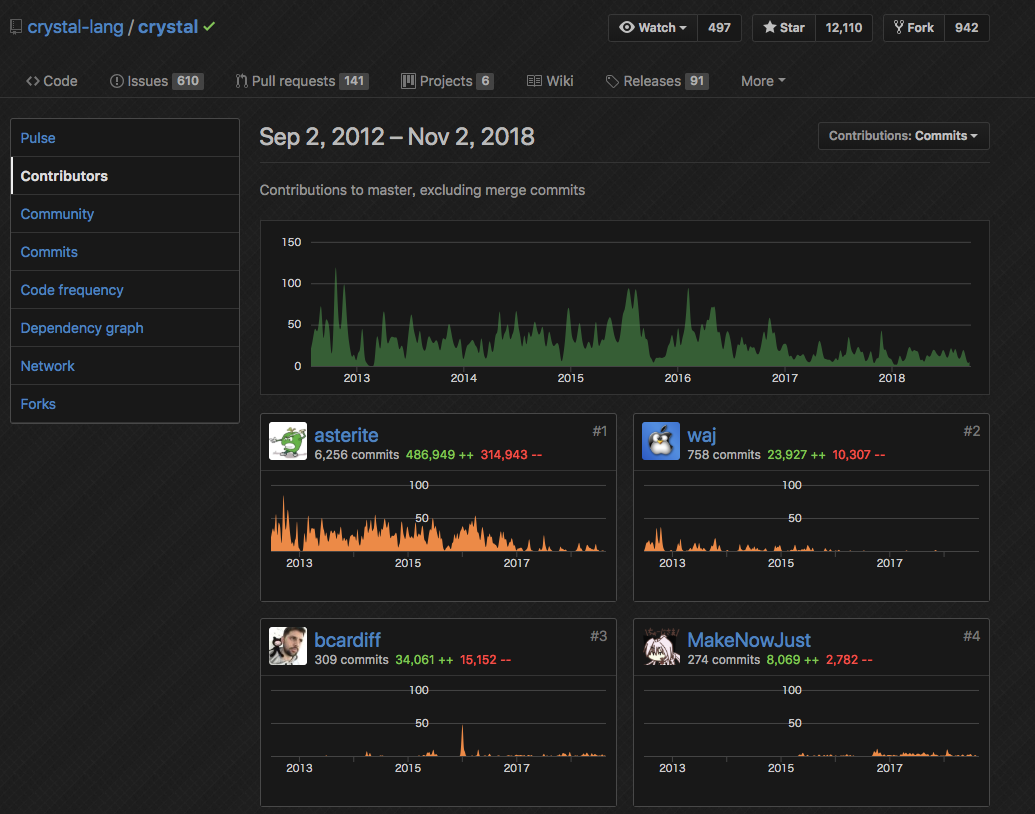 crystal-lang / crystal
Watch 497 Star 12,110 Fork 942
Code Issues 610 Pull requests 141 Projects 6 Wiki Releases 91 More
Pulse
Contributors
Community
Commits
Code frequency
Dependency graph
Network
Forks
Sep 2, 2012 – Nov 2, 2018
Contributions: Commits
Contributions to master, excluding merge commits
150
100
50
0
2013 2014 2015 2016 2017 2018
asterite #1
6,256 commits 486,949 ++ 314,943 --
100
50
2013 2015 2017
waj #2
758 commits 23,927 ++ 10,307 --
100
50
2013 2015 2017
bcardiff #3
309 commits 34,061 ++ 15,152 --
100
50
2013 2015 2017
MakeNowJust #4
274 commits 8,069 ++ 2,782 --
100
50
2013 2015 2017